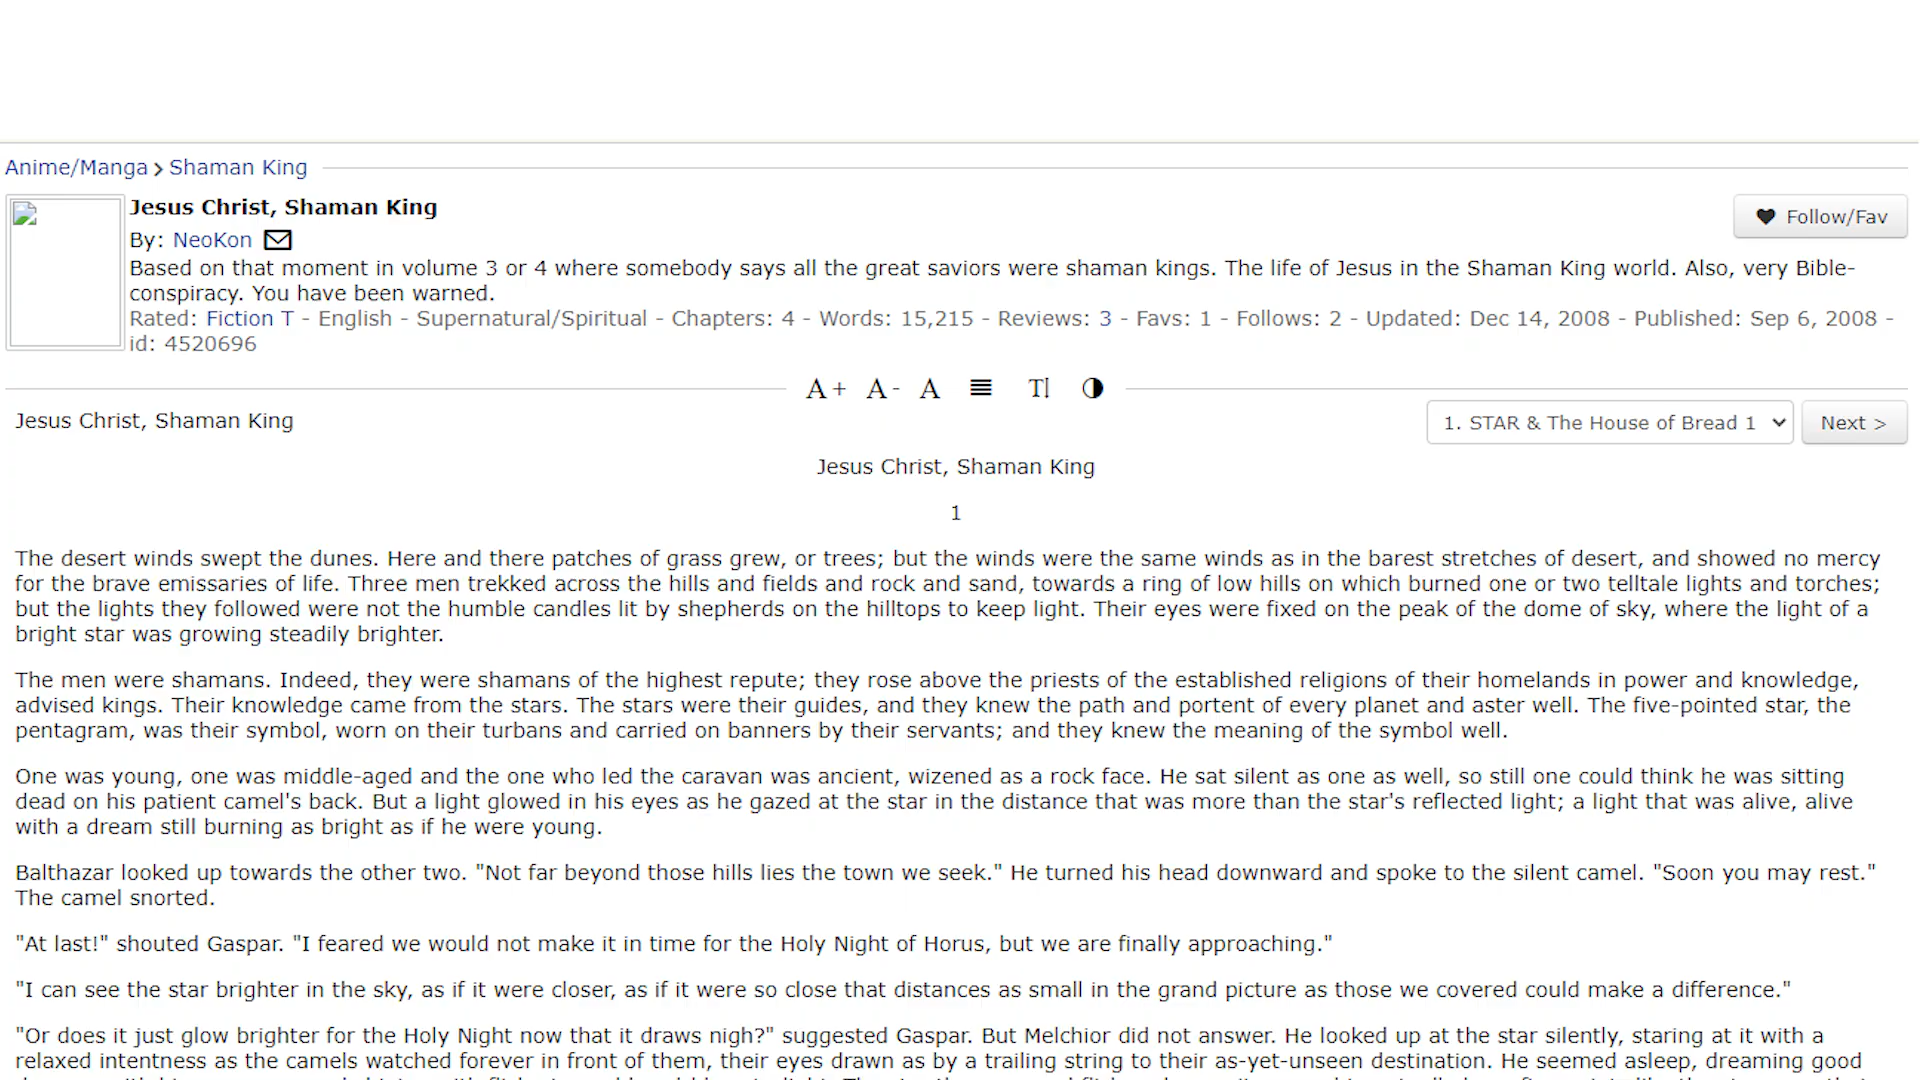 Anime/Manga > Shaman King
Jesus Christ, Shaman King
Follow/Fav
By: NeoKon
Based on that moment in volume 3 or 4 where somebody says all the great saviors were shaman kings. The life of Jesus in the Shaman King world. Also, very Bible-
conspiracy. You have been warned.
Rated: Fiction T - English - Supernatural/Spiritual - Chapters: 4 - Words: 15,215 - Reviews: 3 - Favs: 1 - Follows: 2 - Updated: Dec 14, 2008 - Published: Sep 6, 2008 -
id: 4520696
A+ A- A TI
Jesus Christ, Shaman King
1. STAR & The House of Bread 1
Next >
Jesus Christ, Shaman King
1
The desert winds swept the dunes. Here and there patches of grass grew, or trees; but the winds were the same winds as in the barest stretches of desert, and showed no mercy
for the brave emissaries of life. Three men trekked across the hills and fields and rock and sand, towards a ring of low hills on which burned one or two telltale lights and torches;
but the lights they followed were not the humble candles lit by shepherds on the hilltops to keep light. Their eyes were fixed on the peak of the dome of sky, where the light of a
bright star was growing steadily brighter.
The men were shamans. Indeed, they were shamans of the highest repute; they rose above the priests of the established religions of their homelands in power and knowledge,
advised kings. Their knowledge came from the stars. The stars were their guides, and they knew the path and portent of every planet and aster well. The five-pointed star, the
pentagram, was their symbol, worn on their turbans and carried on banners by their servants; and they knew the meaning of the symbol well.
One was young, one was middle-aged and the one who led the caravan was ancient, wizened as a rock face. He sat silent as one as well, so still one could think he was sitting
dead on his patient camel's back. But a light glowed in his eyes as he gazed at the star in the distance that was more than the star's reflected light; a light that was alive, alive
with a dream still burning as bright as if he were young.
Balthazar looked up towards the other two. "Not far beyond those hills lies the town we seek." He turned his head downward and spoke to the silent camel. "Soon you may rest."
The camel snorted.
"At last!" shouted Gaspar. "I feared we would not make it in time for the Holy Night of Horus, but we are finally approaching."
"I can see the star brighter in the sky, as if it were closer, as if it were so close that distances as small in the grand picture as those we covered could make a difference."
"Or does it just glow brighter for the Holy Night now that it draws nigh?" suggested Gaspar. But Melchior did not answer. He looked up at the star silently, staring at it with a
relaxed intentness as the camels watched forever in front of them, their eyes drawn as by a trailing string to their as-yet-unseen destination. He seemed asleep, dreaming good